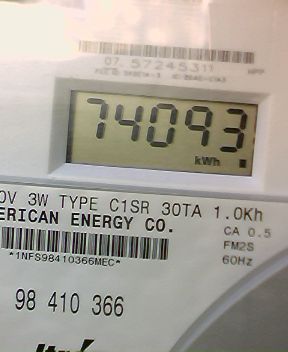 07 57245311
74093
kWh
0V 3W TYPE C1SR 30TA 1.0Kh
ERICAN ENERGY CO.
CA 0.5
FM2S
*1NFS98410366MEC*
60Hz
98 410 366